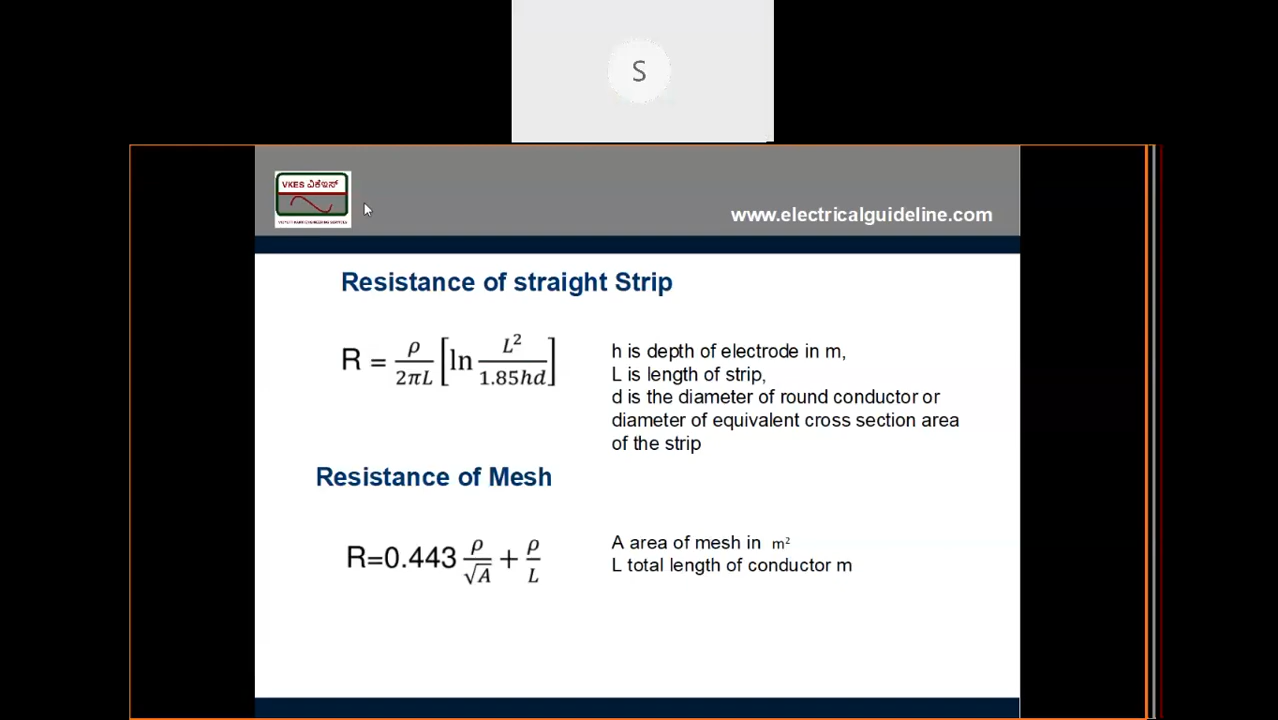 S
VKES ವಿಕೆಇಎಸ್
www.electricalguideline.com
Resistance of straight Strip
R = ρ/2πL [ln L²/1.85hd]
h is depth of electrode in m,
L is length of strip,
d is the diameter of round conductor or
diameter of equivalent cross section area
of the strip
Resistance of Mesh
R=0.443 ρ/√A + ρ/L
A area of mesh in m²
L total length of conductor m